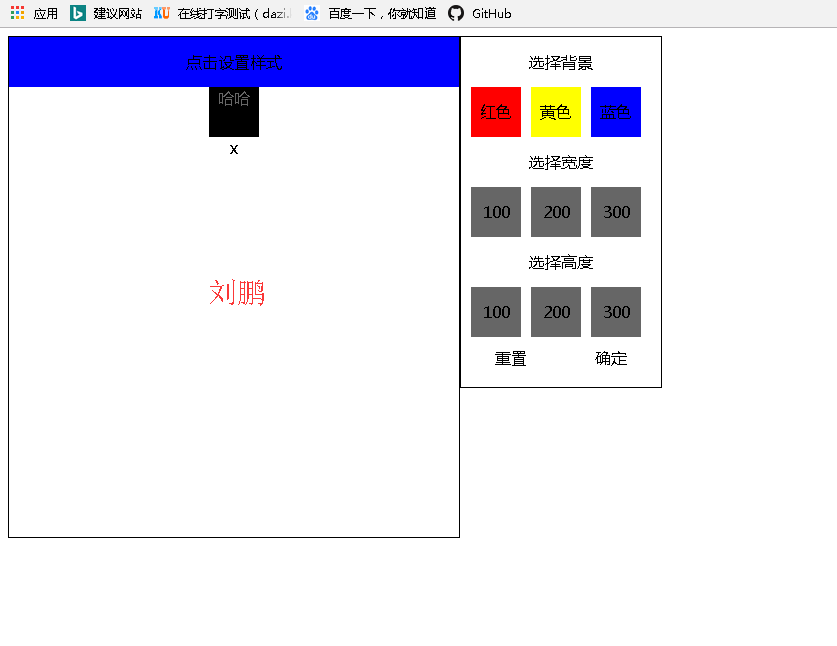 应用 建议网站 在线打字测试（dazi. 百度一下，你就知道 GitHub
点击设置样式
哈哈
x
刘鹏
选择背景
红色 黄色 蓝色
选择宽度
100 200 300
选择高度
100 200 300
重置 确定